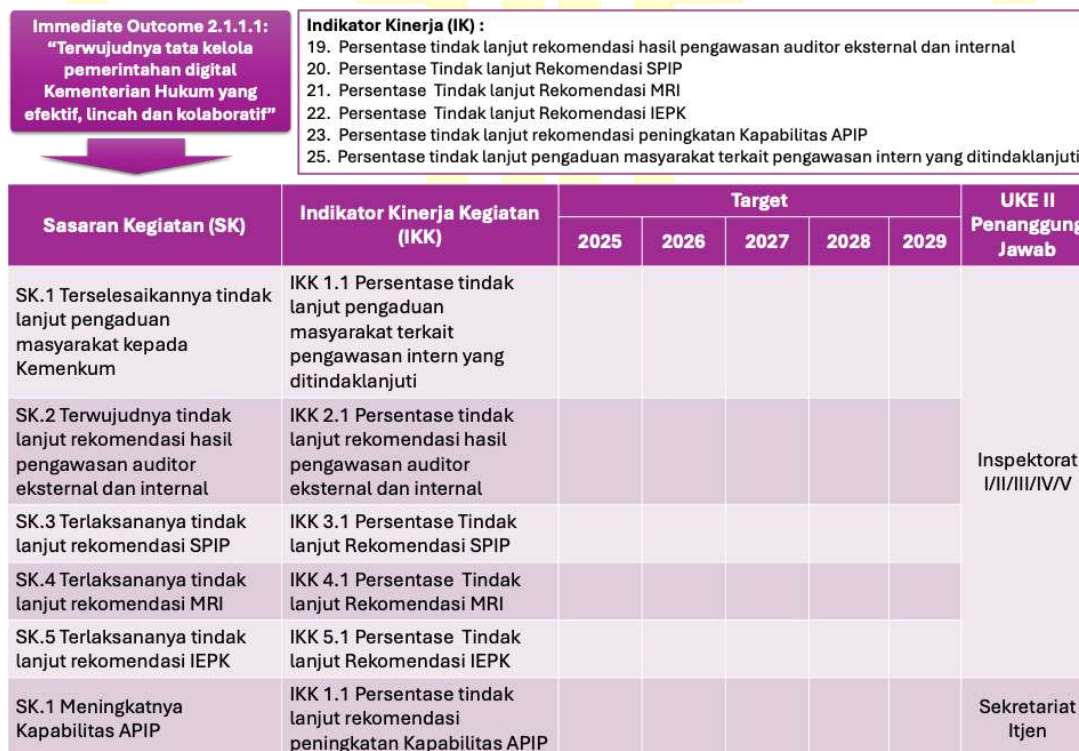 Immediate Outcome 2.1.1.1:
“Terwujudnya tata kelola
pemerintahan digital
Kementerian Hukum yang
efektif, lincah dan kolaboratif”
Indikator Kinerja (IK) :
19. Persentase tindak lanjut rekomendasi hasil pengawasan auditor eksternal dan internal
20. Persentase Tindak lanjut Rekomendasi SPIP
21. Persentase Tindak lanjut Rekomendasi MRI
22. Persentase Tindak lanjut Rekomendasi IEPK
23. Persentase tindak lanjut rekomendasi peningkatan Kapabilitas APIP
25. Persentase tindak lanjut pengaduan masyarakat terkait pengawasan intern yang ditindaklanjuti
Sasaran Kegiatan (SK)
Indikator Kinerja Kegiatan
(IKK)
Target
2025 2026 2027 2028 2029
UKE II
Penanggung
Jawab
SK.1 Terselesaikannya tindak
lanjut pengaduan
masyarakat kepada
Kemenkum
IKK 1.1 Persentase tindak
lanjut pengaduan
masyarakat terkait
pengawasan intern yang
ditindaklanjuti
SK.2 Terwujudnya tindak
lanjut rekomendasi hasil
pengawasan auditor
eksternal dan internal
IKK 2.1 Persentase tindak
lanjut rekomendasi hasil
pengawasan auditor
eksternal dan internal
SK.3 Terlaksananya tindak
lanjut rekomendasi SPIP
IKK 3.1 Persentase Tindak
lanjut Rekomendasi SPIP
SK.4 Terlaksananya tindak
lanjut rekomendasi MRI
IKK 4.1 Persentase Tindak
lanjut Rekomendasi MRI
SK.5 Terlaksananya tindak
lanjut rekomendasi IEPK
IKK 5.1 Persentase Tindak
lanjut Rekomendasi IEPK
Inspektorat
I/II/III/IV/V
SK.1 Meningkatnya
Kapabilitas APIP
IKK 1.1 Persentase tindak
lanjut rekomendasi
peningkatan Kapabilitas APIP
Sekretariat
Itjen